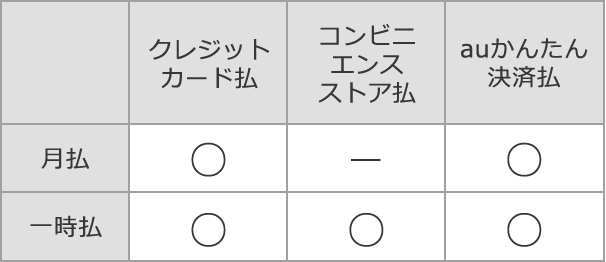 クレジット
カード払
コンビニ
エンス
ストア払
auかんたん
決済払
月払
○
—
○
一時払
○
○
○